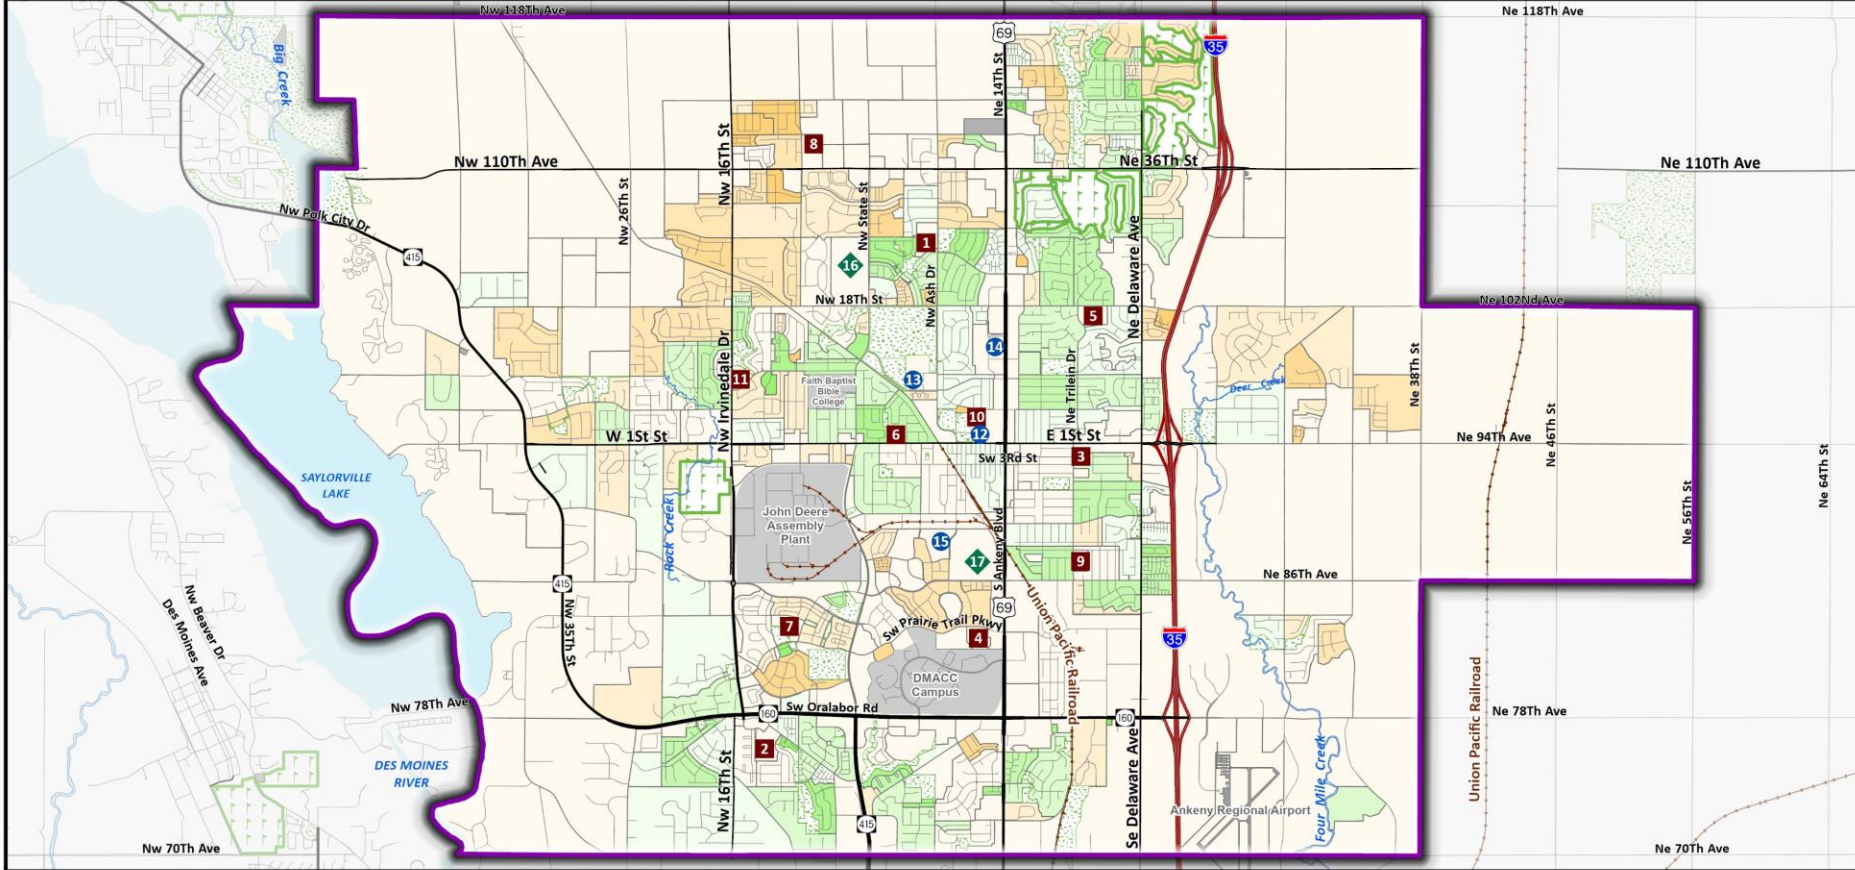 Nw 118Th Ave
Ne 118Th Ave
69
35
Big Creek
Ne 14Th St
8
Nw 16Th St
Nw 110Th Ave
Ne 36Th St
Ne 110Th Ave
Nw 26Th St
Nw State St
Nw Polk City Dr
415
1
16
Nw Ash Dr
Ne Delaware Ave
Nw 18Th St
Ne 102Nd Ave
5
14
Nw Irvinedale Dr
11
Faith Baptist
Bible
College
13
Ne Trilein Dr
Deer Creek
Ne 38Th St
10
6
12
W 1St St
E 1St St
Ne 94Th Ave
Ne 46Th St
Sw 3Rd St
3
SAYLORVILLE
LAKE
Ne 64Th St
Ne 56Th St
Rock Creek
John Deere
Assembly
Plant
15
17
S Ankeny Blvd
9
Ne 86Th Ave
415
Nw Beaver Dr
Des Moines Ave
Nw 35Th St
69
Union Pacific Railroad
7
Sw Prairie Trail Pkwy
4
35
DMACC
Campus
Union Pacific Railroad
Nw 78Th Ave
160
Sw Oralabor Rd
160
Ne 78Th Ave
2
DES MOINES
RIVER
Nw 16Th St
Se Delaware Ave
Four Mile Creek
Ankeny Regional Airport
415
Nw 70Th Ave
Ne 70Th Ave